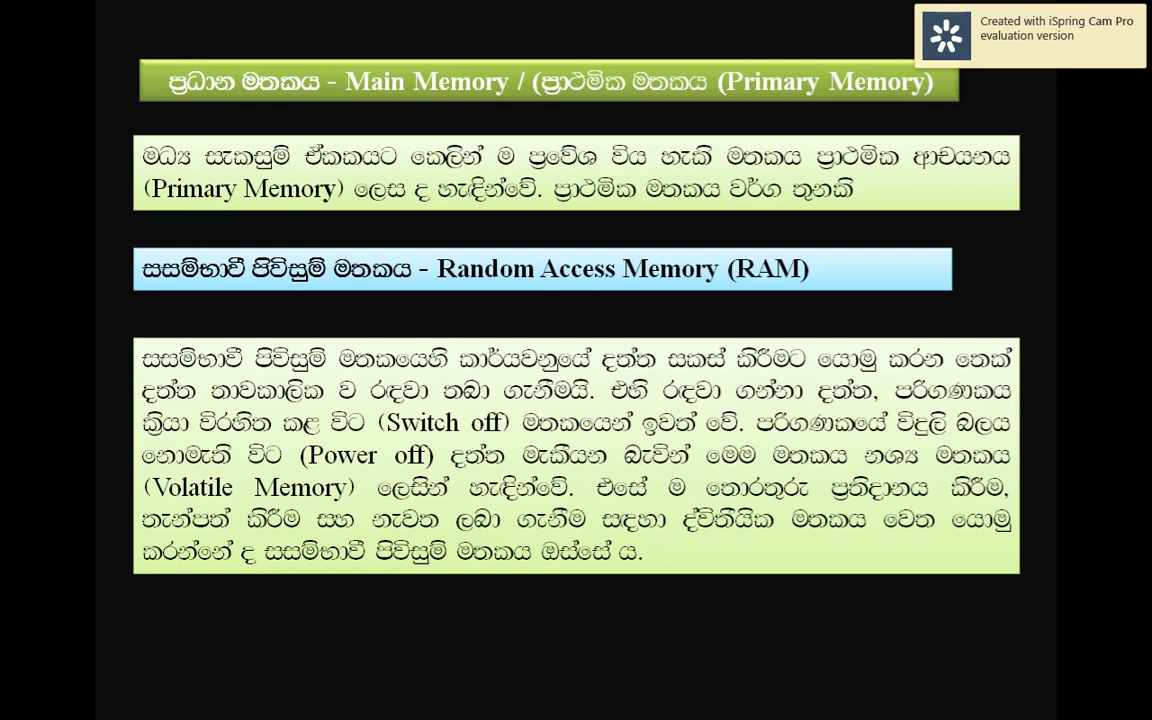 Created with iSpring Cam Pro
evaluation version
ප්‍රධාන මතකය - Main Memory / (ප්‍රාථමික මතකය (Primary Memory)
මධ්‍ය සැකසුම් ඒකකයට කෙලින් ම ප්‍රවේශ විය හැකි මතකය ප්‍රාථමික ආචයනය
(Primary Memory) ලෙස ද හැඳින්වේ. ප්‍රාථමික මතකය වර්ග තුනකි
සසම්භාවී පිවිසුම් මතකය - Random Access Memory (RAM)
සසම්භාවී පිවිසුම් මතකයෙහි කාර්යවනුයේ දත්ත සකස් කිරීමට යොමු කරන තෙක්
දත්ත තාවකාලික ව රඳවා තබා ගැනීමයි. එහි රඳවා ගන්නා දත්ත, පරිගණකය
ක්‍රියා විරහිත කළ විට (Switch off) මතකයෙන් ඉවත් වේ. පරිගණකයේ විදුලි බලය
නොමැති විට (Power off) දත්ත මැකීයන බැවින් මෙම මතකය නශ්‍ය මතකය
(Volatile Memory) ලෙසින් හැඳින්වේ. එසේ ම තොරතුරු ප්‍රතිදානය කිරීම,
තැන්පත් කිරීම සහ නැවත ලබා ගැනීම සඳහා ද්විතීයික මතකය වෙත යොමු
කරන්නේ ද සසම්භාවී පිවිසුම් මතකය ඔස්සේ ය.